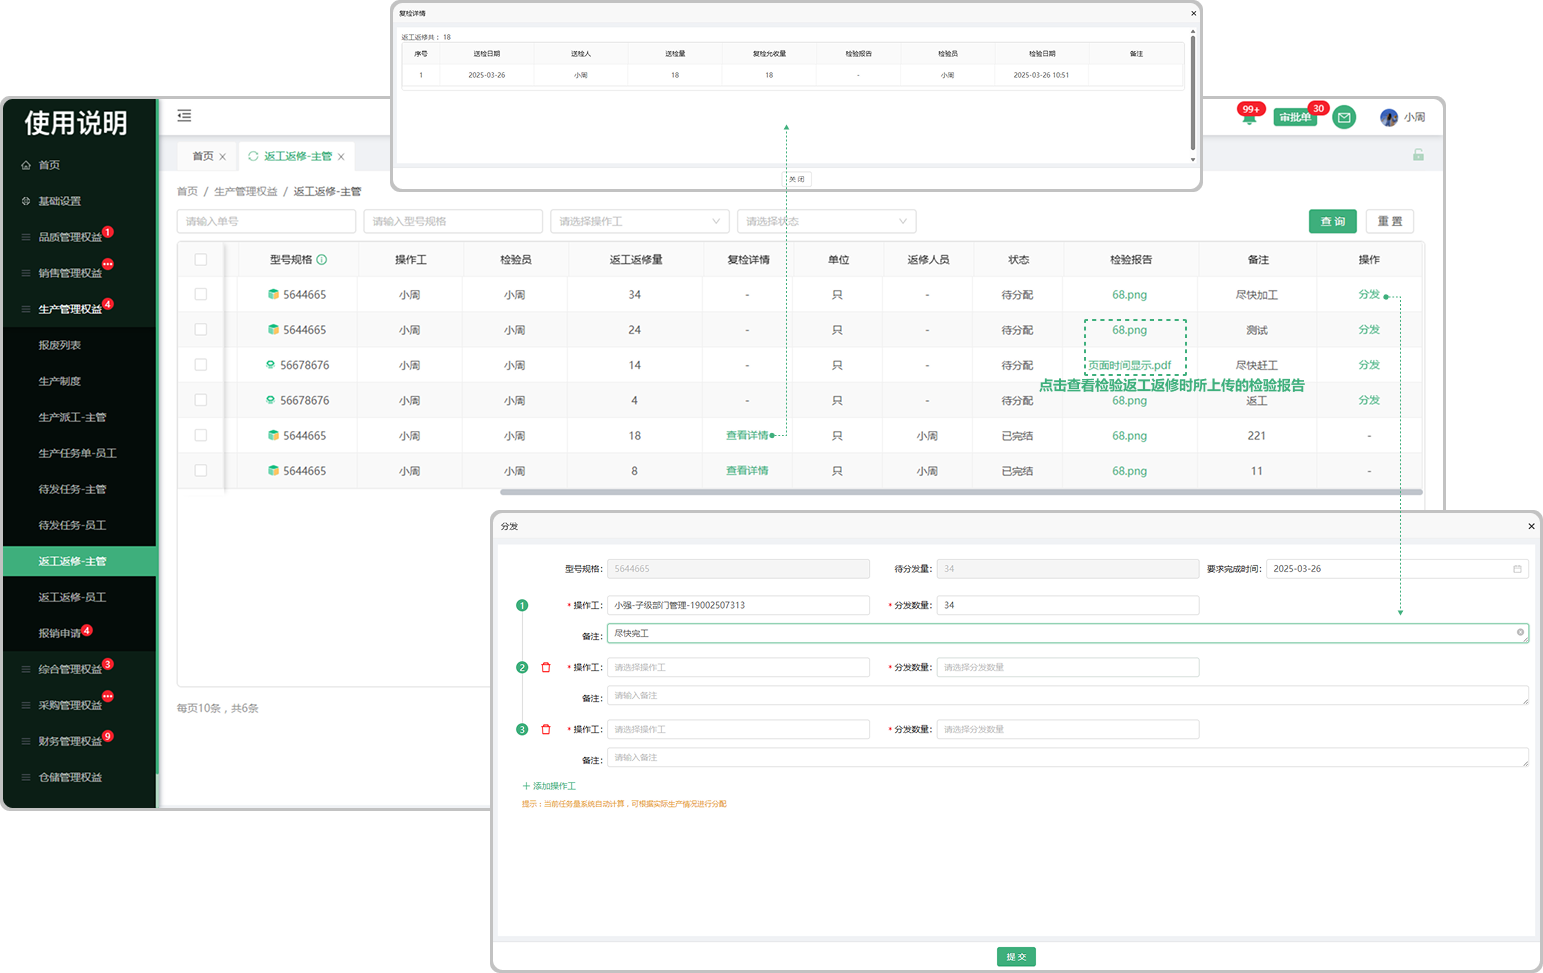 复检详情
返工返修共： 18
序号 送检日期 送检人 送检量 复检允收量 检验报告 检验员 检验日期 备注
1 2025-03-26 小周 18 18 - 小周 2025-03-26 10:51
关 闭
使用说明
首页
基础设置
品质管理权益 1
销售管理权益
生产管理权益 4
报废列表
生产制度
生产派工-主管
生产任务单-员工
待发任务-主管
待发任务-员工
返工返修-主管
返工返修-员工
报销申请 4
综合管理权益 3
采购管理权益
财务管理权益 9
仓储管理权益
99+ 审批单 30 小周
首页 返工返修-主管
首页 / 生产管理权益 / 返工返修-主管
请输入单号 请输入型号规格 请选择操作工 请选择状态 查 询 重 置
型号规格 操作工 检验员 返工返修量 复检详情 单位 返修人员 状态 检验报告 备注 操作
5644665 小周 小周 34 - 只 - 待分配 68.png 尽快加工 分发
5644665 小周 小周 24 - 只 - 待分配 68.png 测试 分发
56678676 小周 小周 14 - 只 - 待分配 页面时间显示.pdf 尽快赶工 分发
点击查看检验返工返修时所上传的检验报告
56678676 小周 小周 4 - 只 - 待分配 68.png 返工 分发
5644665 小周 小周 18 查看详情 只 小周 已完结 68.png 221 -
5644665 小周 小周 8 查看详情 只 小周 已完结 68.png 11 -
每页10条，共6条
分发
型号规格: 5644665 待分发量: 34 要求完成时间: 2025-03-26
1 * 操作工: 小强-子级部门管理-19002507313 * 分发数量: 34
备注: 尽快完工
2 * 操作工: 请选择操作工 * 分发数量: 请选择分发数量
备注: 请输入备注
3 * 操作工: 请选择操作工 * 分发数量: 请选择分发数量
备注: 请输入备注
+ 添加操作工
提示：当前任务量系统自动计算，可根据实际生产情况进行分配
提 交